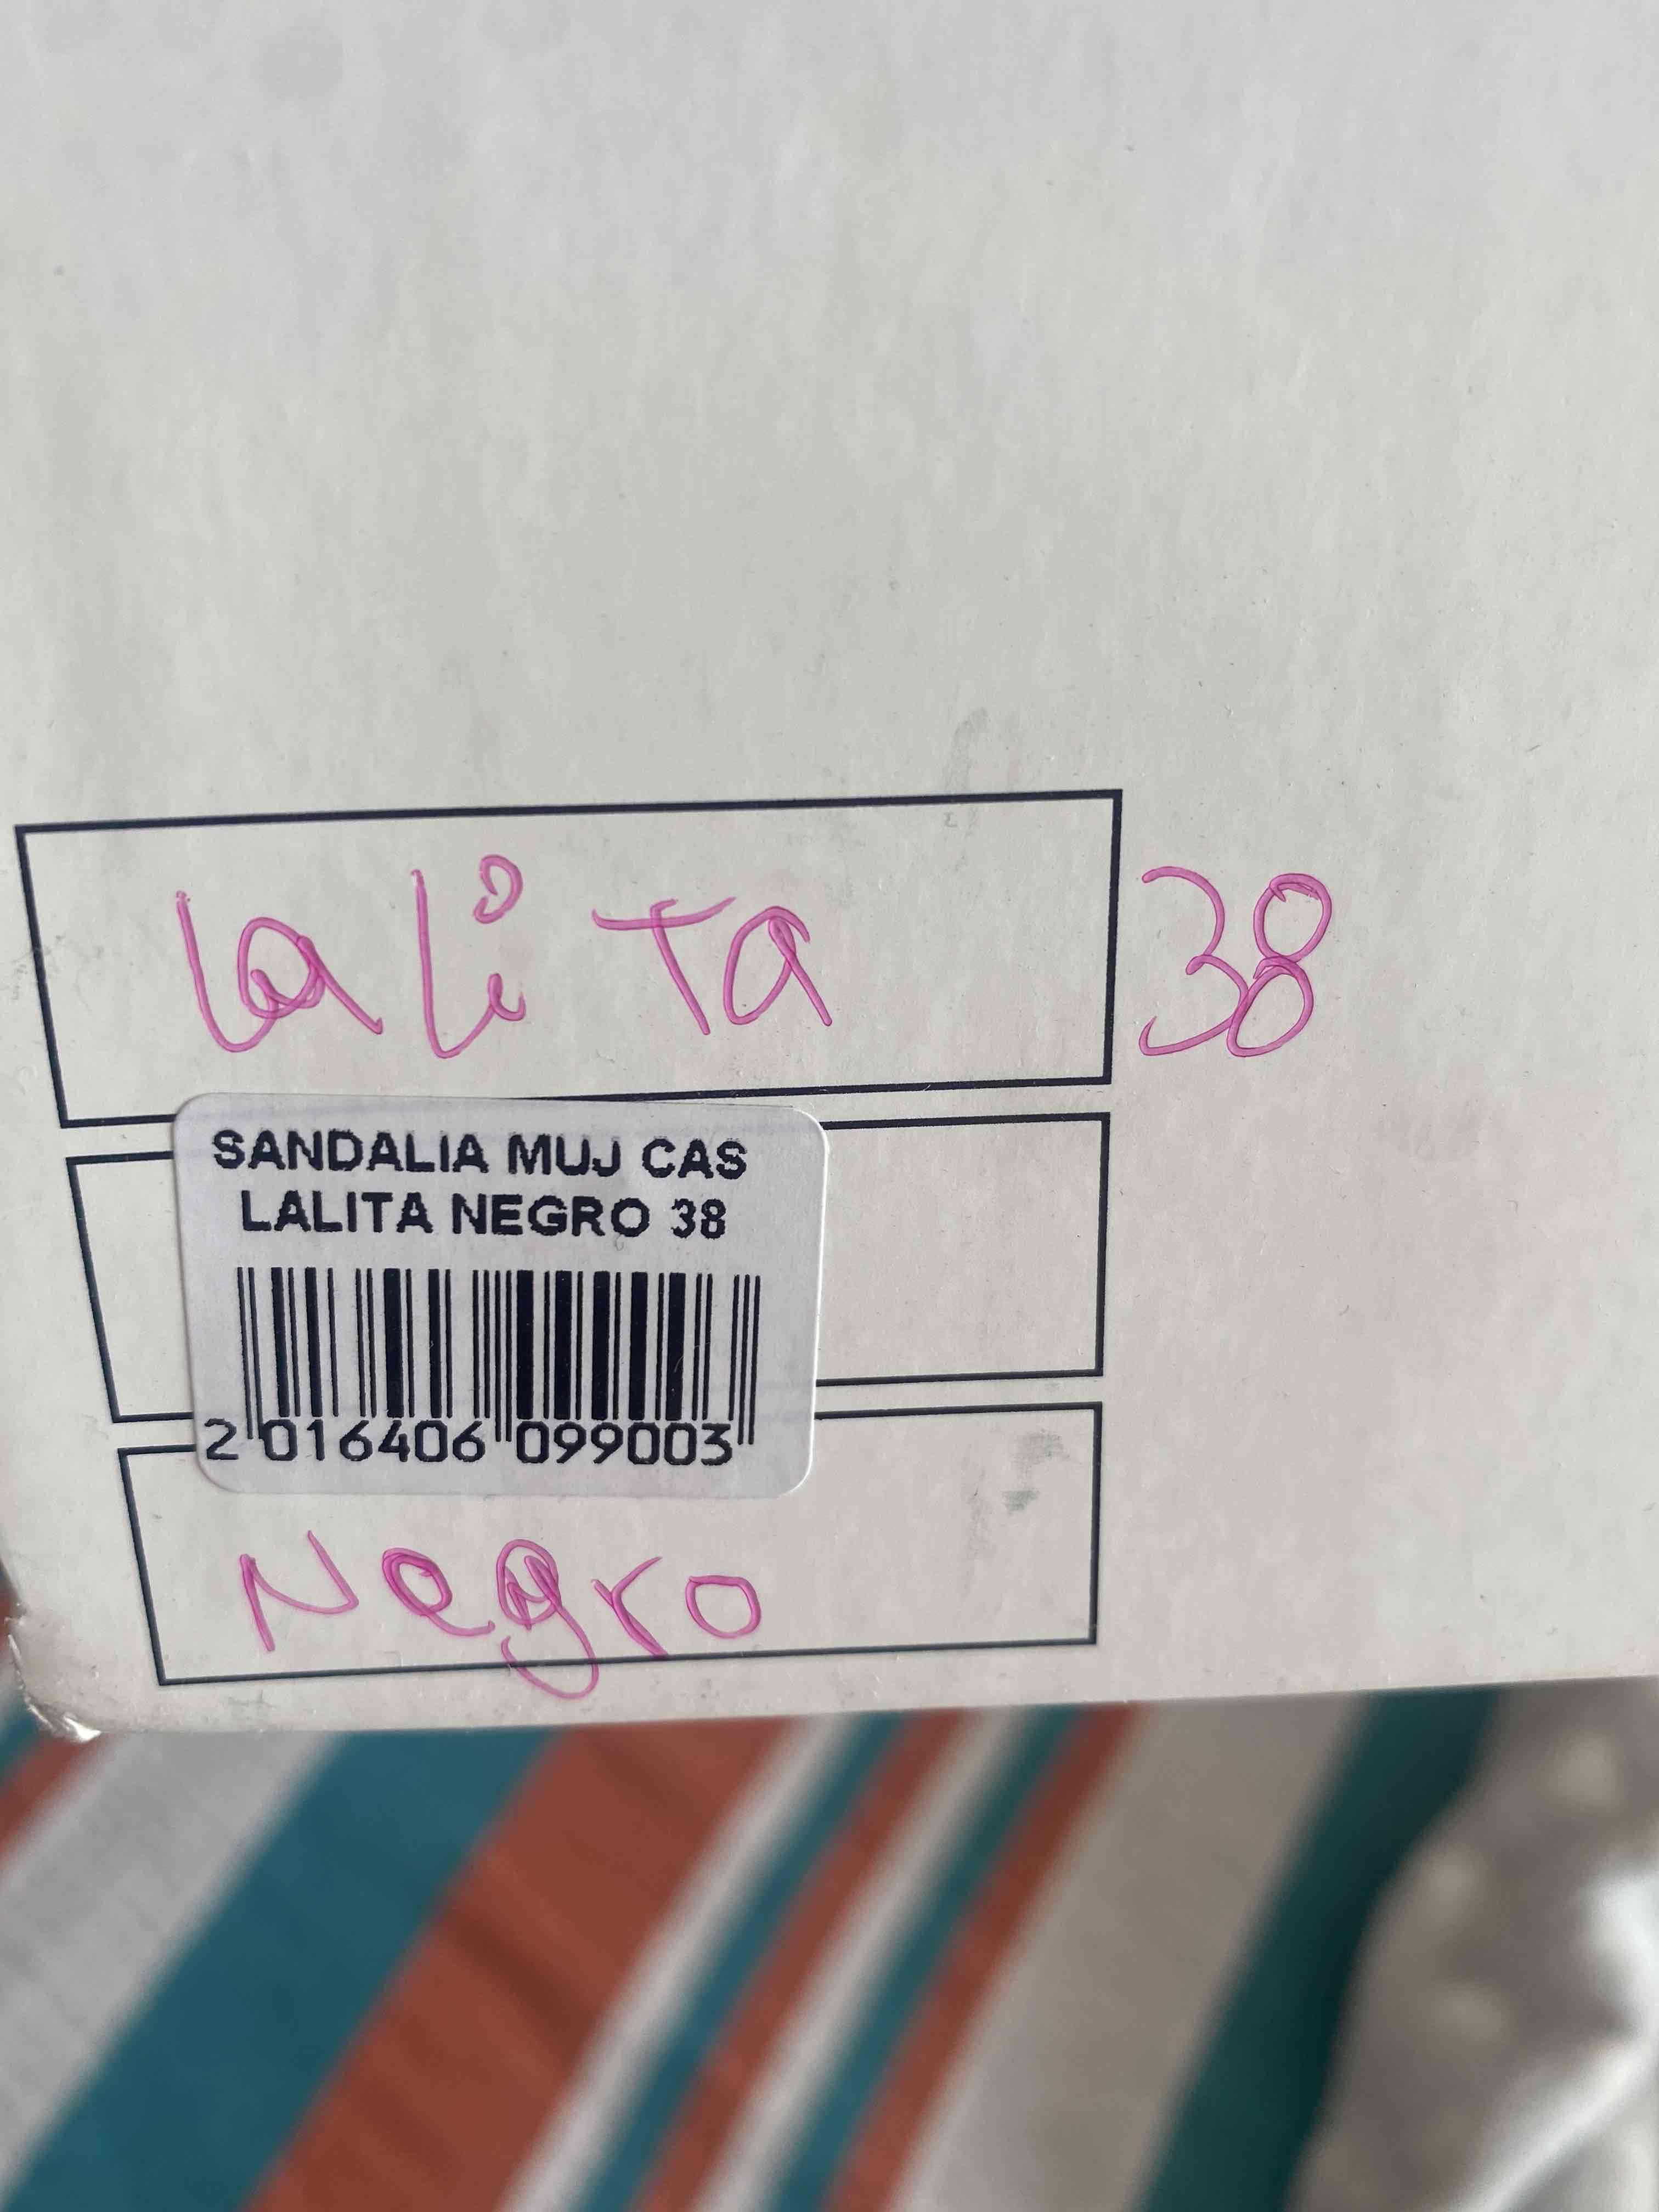 Lalita 38
SANDALIA MUJ CAS
LALITA NEGRO 38
2 016406 099003
Negro